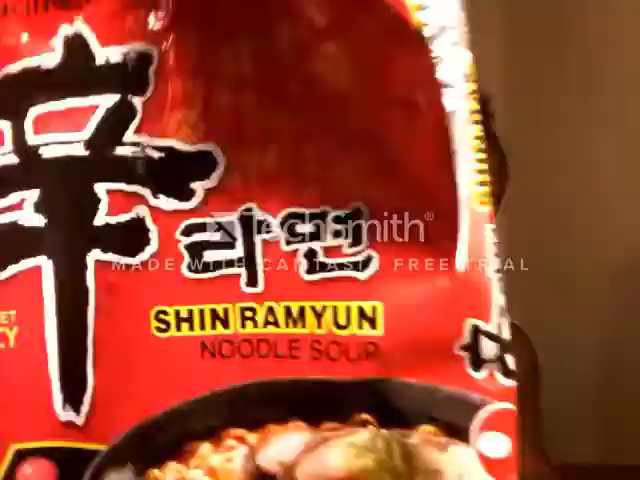 辛
라면
TechSmith®
MADE WITH CAMTASIA FREE TRIAL
SHIN RAMYUN
NOODLE SOUP